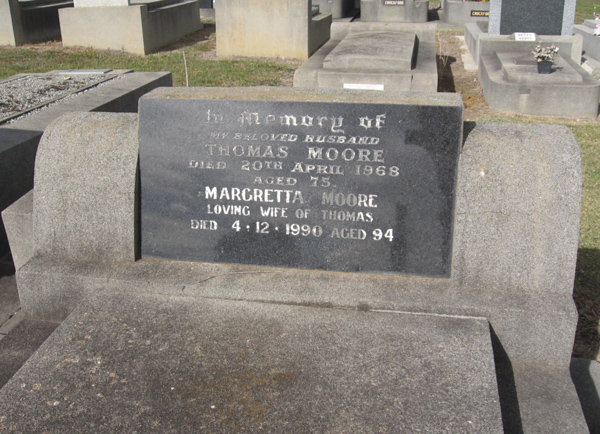 In Memory of
MY BELOVED HUSBAND
THOMAS MOORE
DIED 20TH APRIL 1968
AGED 75.
MARGRETTA MOORE
LOVING WIFE OF THOMAS
DIED 4·12·1990 AGED 94